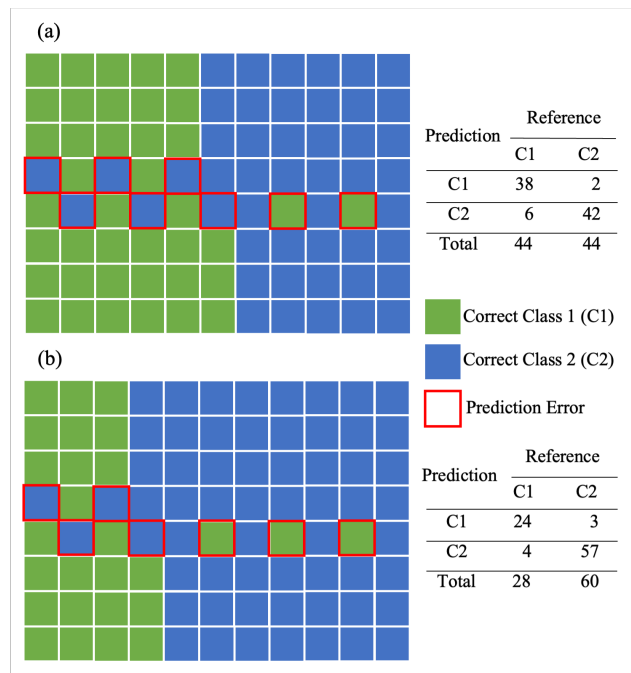 (a)
Reference
Prediction
C1 C2
C1 38 2
C2 6 42
Total 44 44
Correct Class 1 (C1)
Correct Class 2 (C2)
Prediction Error
(b)
Reference
Prediction
C1 C2
C1 24 3
C2 4 57
Total 28 60